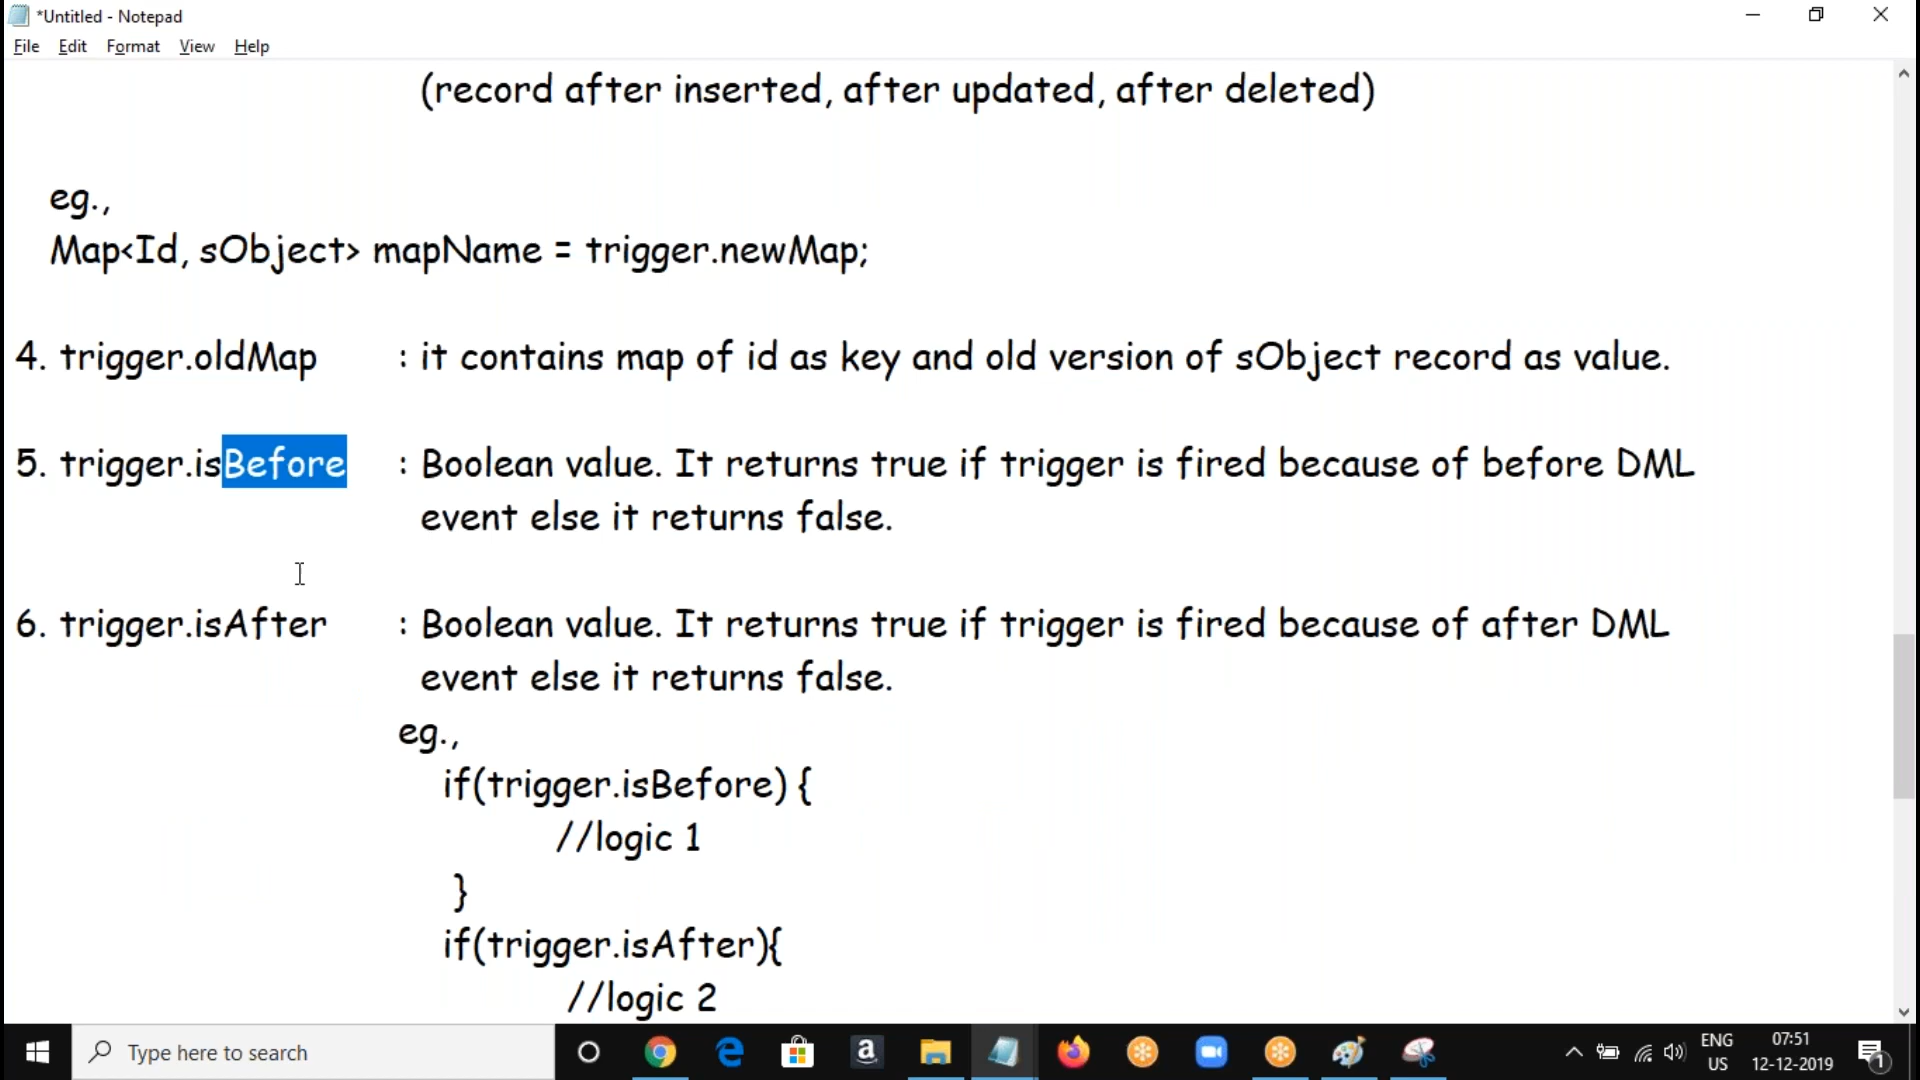 *Untitled - Notepad
File Edit Format View Help
(record after inserted, after updated, after deleted)
eg.,
Map<Id, sObject> mapName = trigger.newMap;
4. trigger.oldMap : it contains map of id as key and old version of sObject record as value.
5. trigger.isBefore : Boolean value. It returns true if trigger is fired because of before DML
event else it returns false.
6. trigger.isAfter : Boolean value. It returns true if trigger is fired because of after DML
event else it returns false.
eg.,
if(trigger.isBefore) {
//logic 1
}
if(trigger.isAfter){
//logic 2
Type here to search
a
ENG
US
07:51
12-12-2019
1